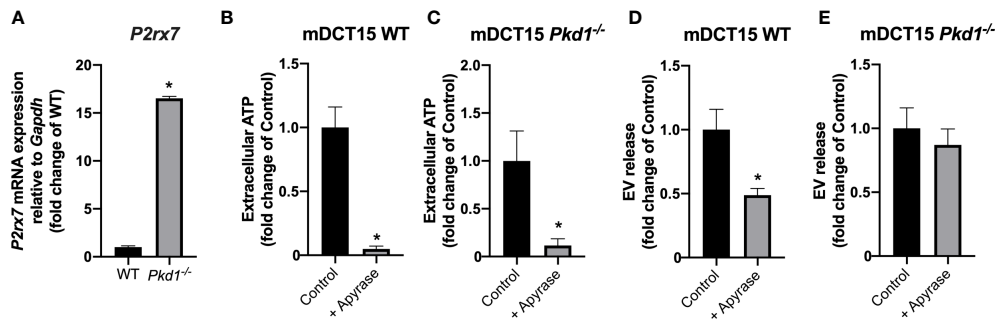 A
P2rx7
P2rx7 mRNA expression
relative to Gapdh
(fold change of WT)
20
15
10
5
0
*
WT
Pkd1-/-
B
mDCT15 WT
Extracellular ATP
(fold change of Control)
1.5
1.0
0.5
0.0
*
Control
+ Apyrase
C
mDCT15 Pkd1-/-
Extracellular ATP
(fold change of Control)
2.0
1.5
1.0
0.5
0.0
*
Control
+ Apyrase
D
mDCT15 WT
EV release
(fold change of Control)
1.5
1.0
0.5
0.0
*
Control
+ Apyrase
E
mDCT15 Pkd1-/-
EV release
(fold change of Control)
1.5
1.0
0.5
0.0
Control
+ Apyrase